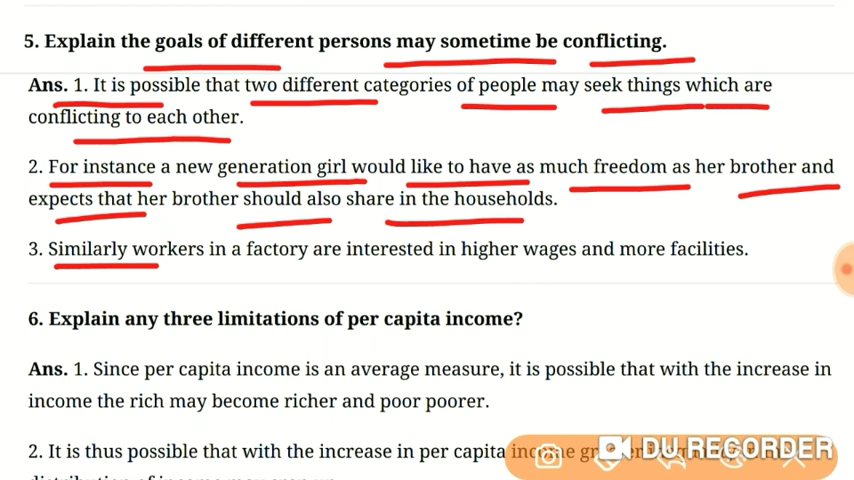 5. Explain the goals of different persons may sometime be conflicting.
Ans. 1. It is possible that two different categories of people may seek things which are
conflicting to each other.
2. For instance a new generation girl would like to have as much freedom as her brother and
expects that her brother should also share in the households.
3. Similarly workers in a factory are interested in higher wages and more facilities.
6. Explain any three limitations of per capita income?
Ans. 1. Since per capita income is an average measure, it is possible that with the increase in
income the rich may become richer and poor poorer.
2. It is thus possible that with the increase in per capita income
DU RECORDER